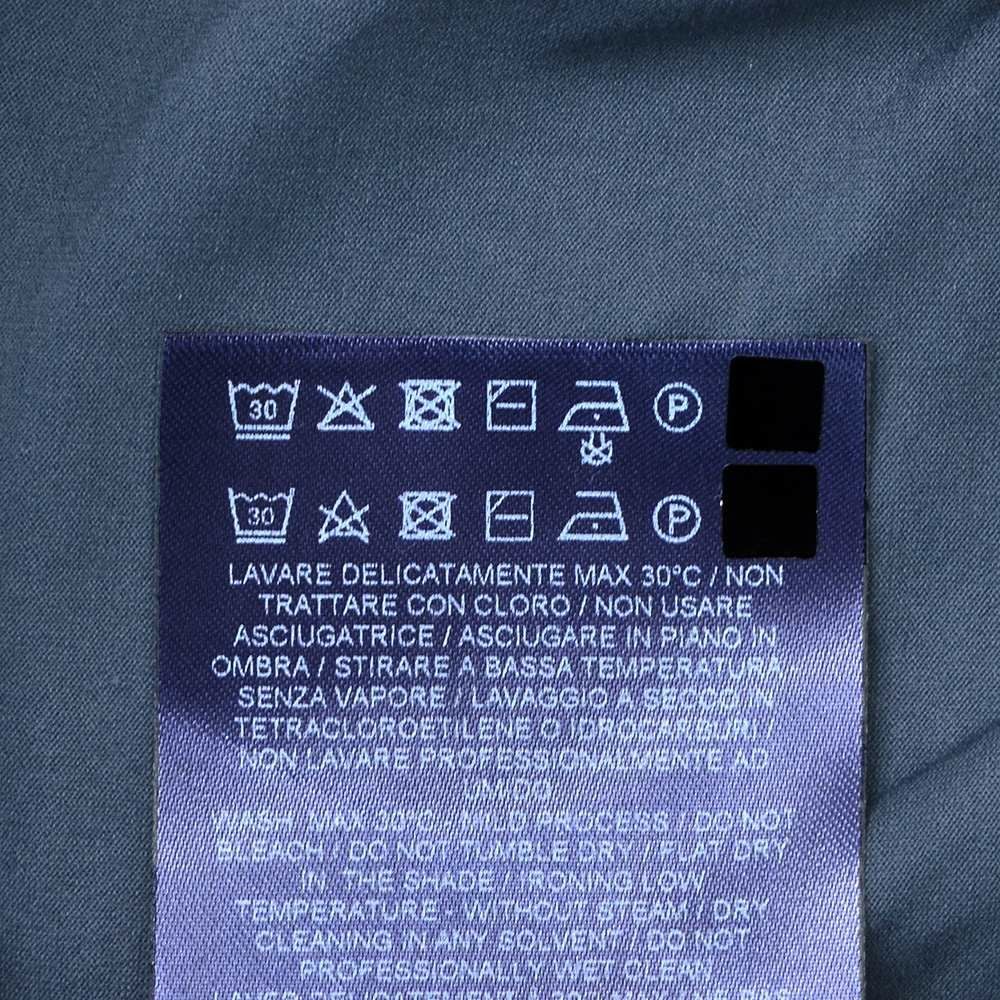 30 P
30 P
LAVARE DELICATAMENTE MAX 30°C / NON
TRATTARE CON CLORO / NON USARE
ASCIUGATRICE / ASCIUGARE IN PIANO IN
OMBRA / STIRARE A BASSA TEMPERATURA -
SENZA VAPORE / LAVAGGIO A SECCO IN
TETRACLOROETILENE O IDROCARBURI /
NON LAVARE PROFESSIONALMENTE AD
UMIDO
WASH MAX 30°C - MILD PROCESS / DO NOT
BLEACH / DO NOT TUMBLE DRY / FLAT DRY
IN THE SHADE / IRONING LOW
TEMPERATURE - WITHOUT STEAM / DRY
CLEANING IN ANY SOLVENT / DO NOT
PROFESSIONALLY WET CLEAN